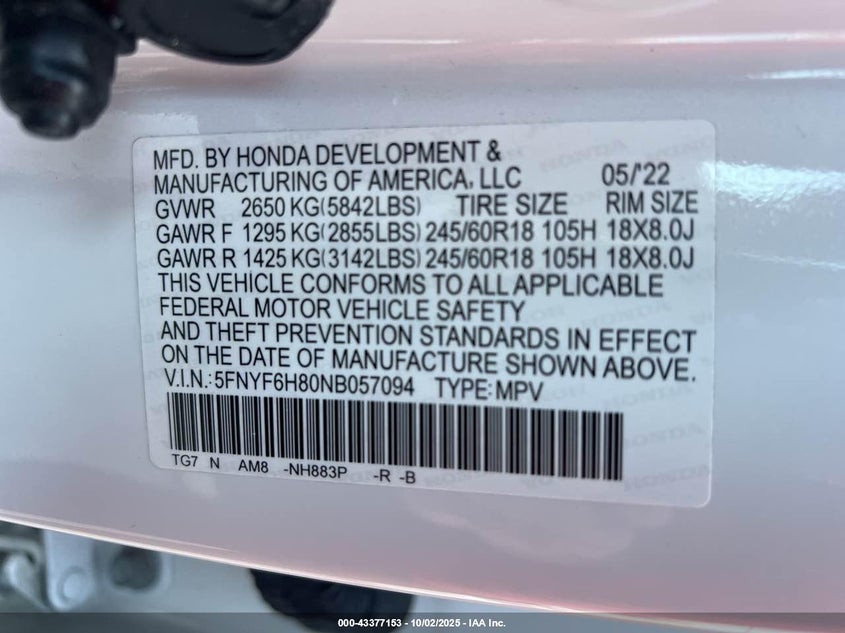 MFD. BY HONDA DEVELOPMENT &
MANUFACTURING OF AMERICA, LLC 05/'22
GVWR 2650 KG(5842LBS) TIRE SIZE RIM SIZE
GAWR F 1295 KG(2855LBS) 245/60R18 105H 18X8.0J
GAWR R 1425 KG(3142LBS) 245/60R18 105H 18X8.0J
THIS VEHICLE CONFORMS TO ALL APPLICABLE
FEDERAL MOTOR VEHICLE SAFETY
AND THEFT PREVENTION STANDARDS IN EFFECT
ON THE DATE OF MANUFACTURE SHOWN ABOVE.
V.I.N.:5FNYF6H80NB057094 TYPE:MPV
TG7 N AM8 -NH883P -R -B
000-43377153 - 10/02/2025 - IAA Inc.